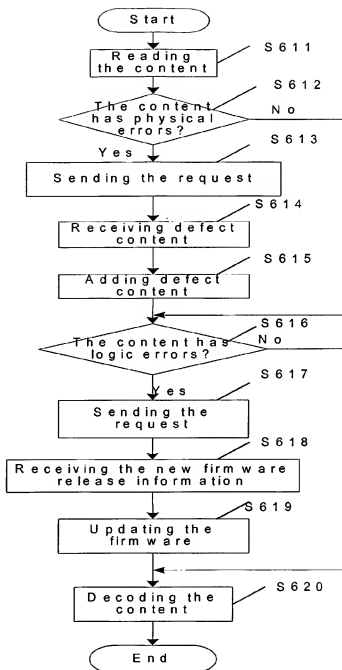 Start
S611
Reading
the content
S612
The content
has physical
errors?
No
Yes
S613
Sending the request
S614
Receiving defect
content
S615
Adding defect
content
S616
The content has
logic errors?
No
S617
Yes
Sending the
request
S618
Receiving the new firmware
release information
S619
Updating the
firmware
S620
Decoding the
content
End